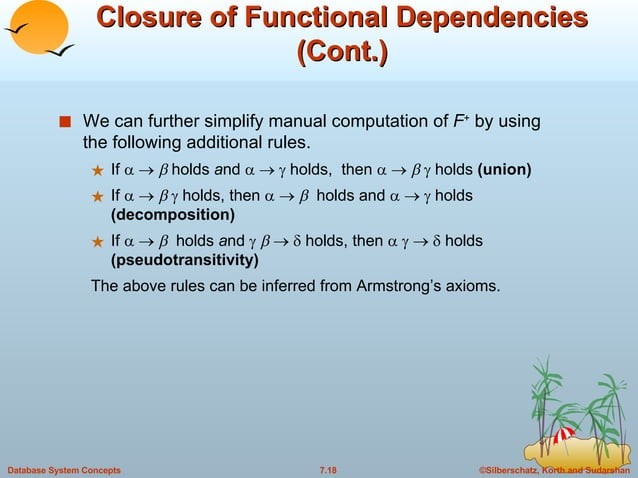 Closure of Functional Dependencies
(Cont.)
We can further simplify manual computation of F+ by using
the following additional rules.
If α → β holds and α → γ holds, then α → β γ holds (union)
If α → β γ holds, then α → β holds and α → γ holds
(decomposition)
If α → β holds and γ β → δ holds, then α γ → δ holds
(pseudotransitivity)
The above rules can be inferred from Armstrong’s axioms.
Database System Concepts
7.18
©Silberschatz, Korth and Sudarshan